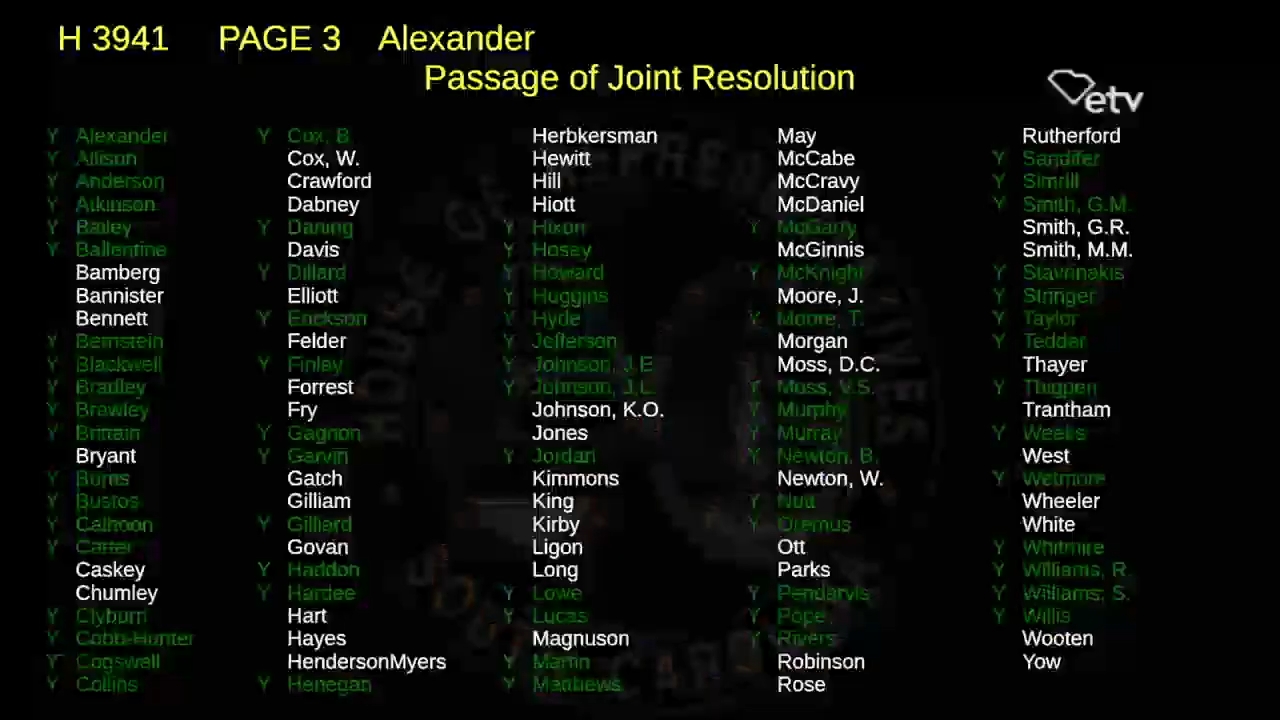 H 3941 PAGE 3 Alexander
Passage of Joint Resolution
etv
Y Alexander
Y Allison
Y Anderson
Y Atkinson
Y Bailey
Y Ballentine
Bamberg
Bannister
Bennett
Y Bernstein
Y Blackwell
Y Bradley
Y Brawley
Y Brittain
Bryant
Y Burns
Y Bustos
Y Calhoon
Y Carter
Caskey
Chumley
Y Clyburn
Y Cobb-Hunter
Y Cogswell
Y Collins
Y Cox, B.
Cox, W.
Crawford
Dabney
Y Daning
Davis
Y Dillard
Elliott
Y Erickson
Felder
Y Finlay
Forrest
Fry
Y Gagnon
Y Garvin
Gatch
Gilliam
Y Gilliard
Govan
Y Haddon
Y Hardee
Hart
Hayes
HendersonMyers
Y Henegan
Herbkersman
Hewitt
Hill
Hiott
Y Hixon
Y Hosey
Y Howard
Y Huggins
Y Hyde
Y Jefferson
Y Johnson, J.E.
Y Johnson, J.L.
Johnson, K.O.
Jones
Y Jordan
Kimmons
King
Kirby
Ligon
Long
Y Lowe
Y Lucas
Magnuson
Y Martin
Y Matthews
May
McCabe
McCravy
McDaniel
Y McGarry
McGinnis
Y McKnight
Moore, J.
Y Moore, T.
Morgan
Moss, D.C.
Y Moss, V.S.
Y Murphy
Y Murray
Y Newton, B.
Newton, W.
Y Nutt
Y Oremus
Ott
Parks
Y Pendarvis
Y Pope
Y Rivers
Robinson
Rose
Rutherford
Y Sandifer
Y Simrill
Y Smith, G.M.
Smith, G.R.
Smith, M.M.
Y Stavrinakis
Y Stringer
Y Taylor
Y Tedder
Thayer
Y Thigpen
Trantham
Y Weeks
West
Y Wetmore
Wheeler
White
Y Whitmire
Y Williams, R.
Y Williams, S.
Y Willis
Wooten
Yow